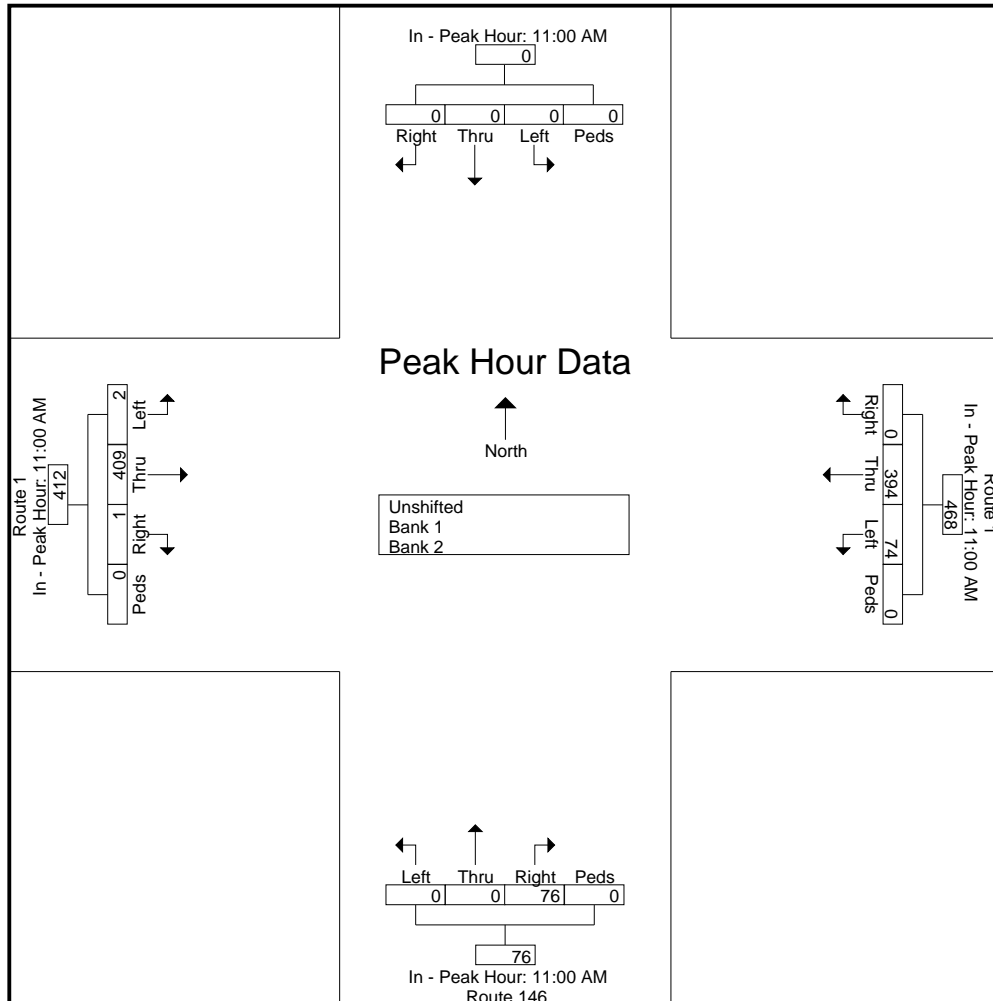 In - Peak Hour: 11:00 AM
0
0 0 0 0
Right Thru Left Peds
Peak Hour Data
North
Unshifted
Bank 1
Bank 2
Route 1
In - Peak Hour: 11:00 AM
412
2 409 1 0
Left Thru Right Peds
Route 1
In - Peak Hour: 11:00 AM
468
0 394 74 0
Right Thru Left Peds
Left Thru Right Peds
0 0 76 0
76
In - Peak Hour: 11:00 AM
Route 146